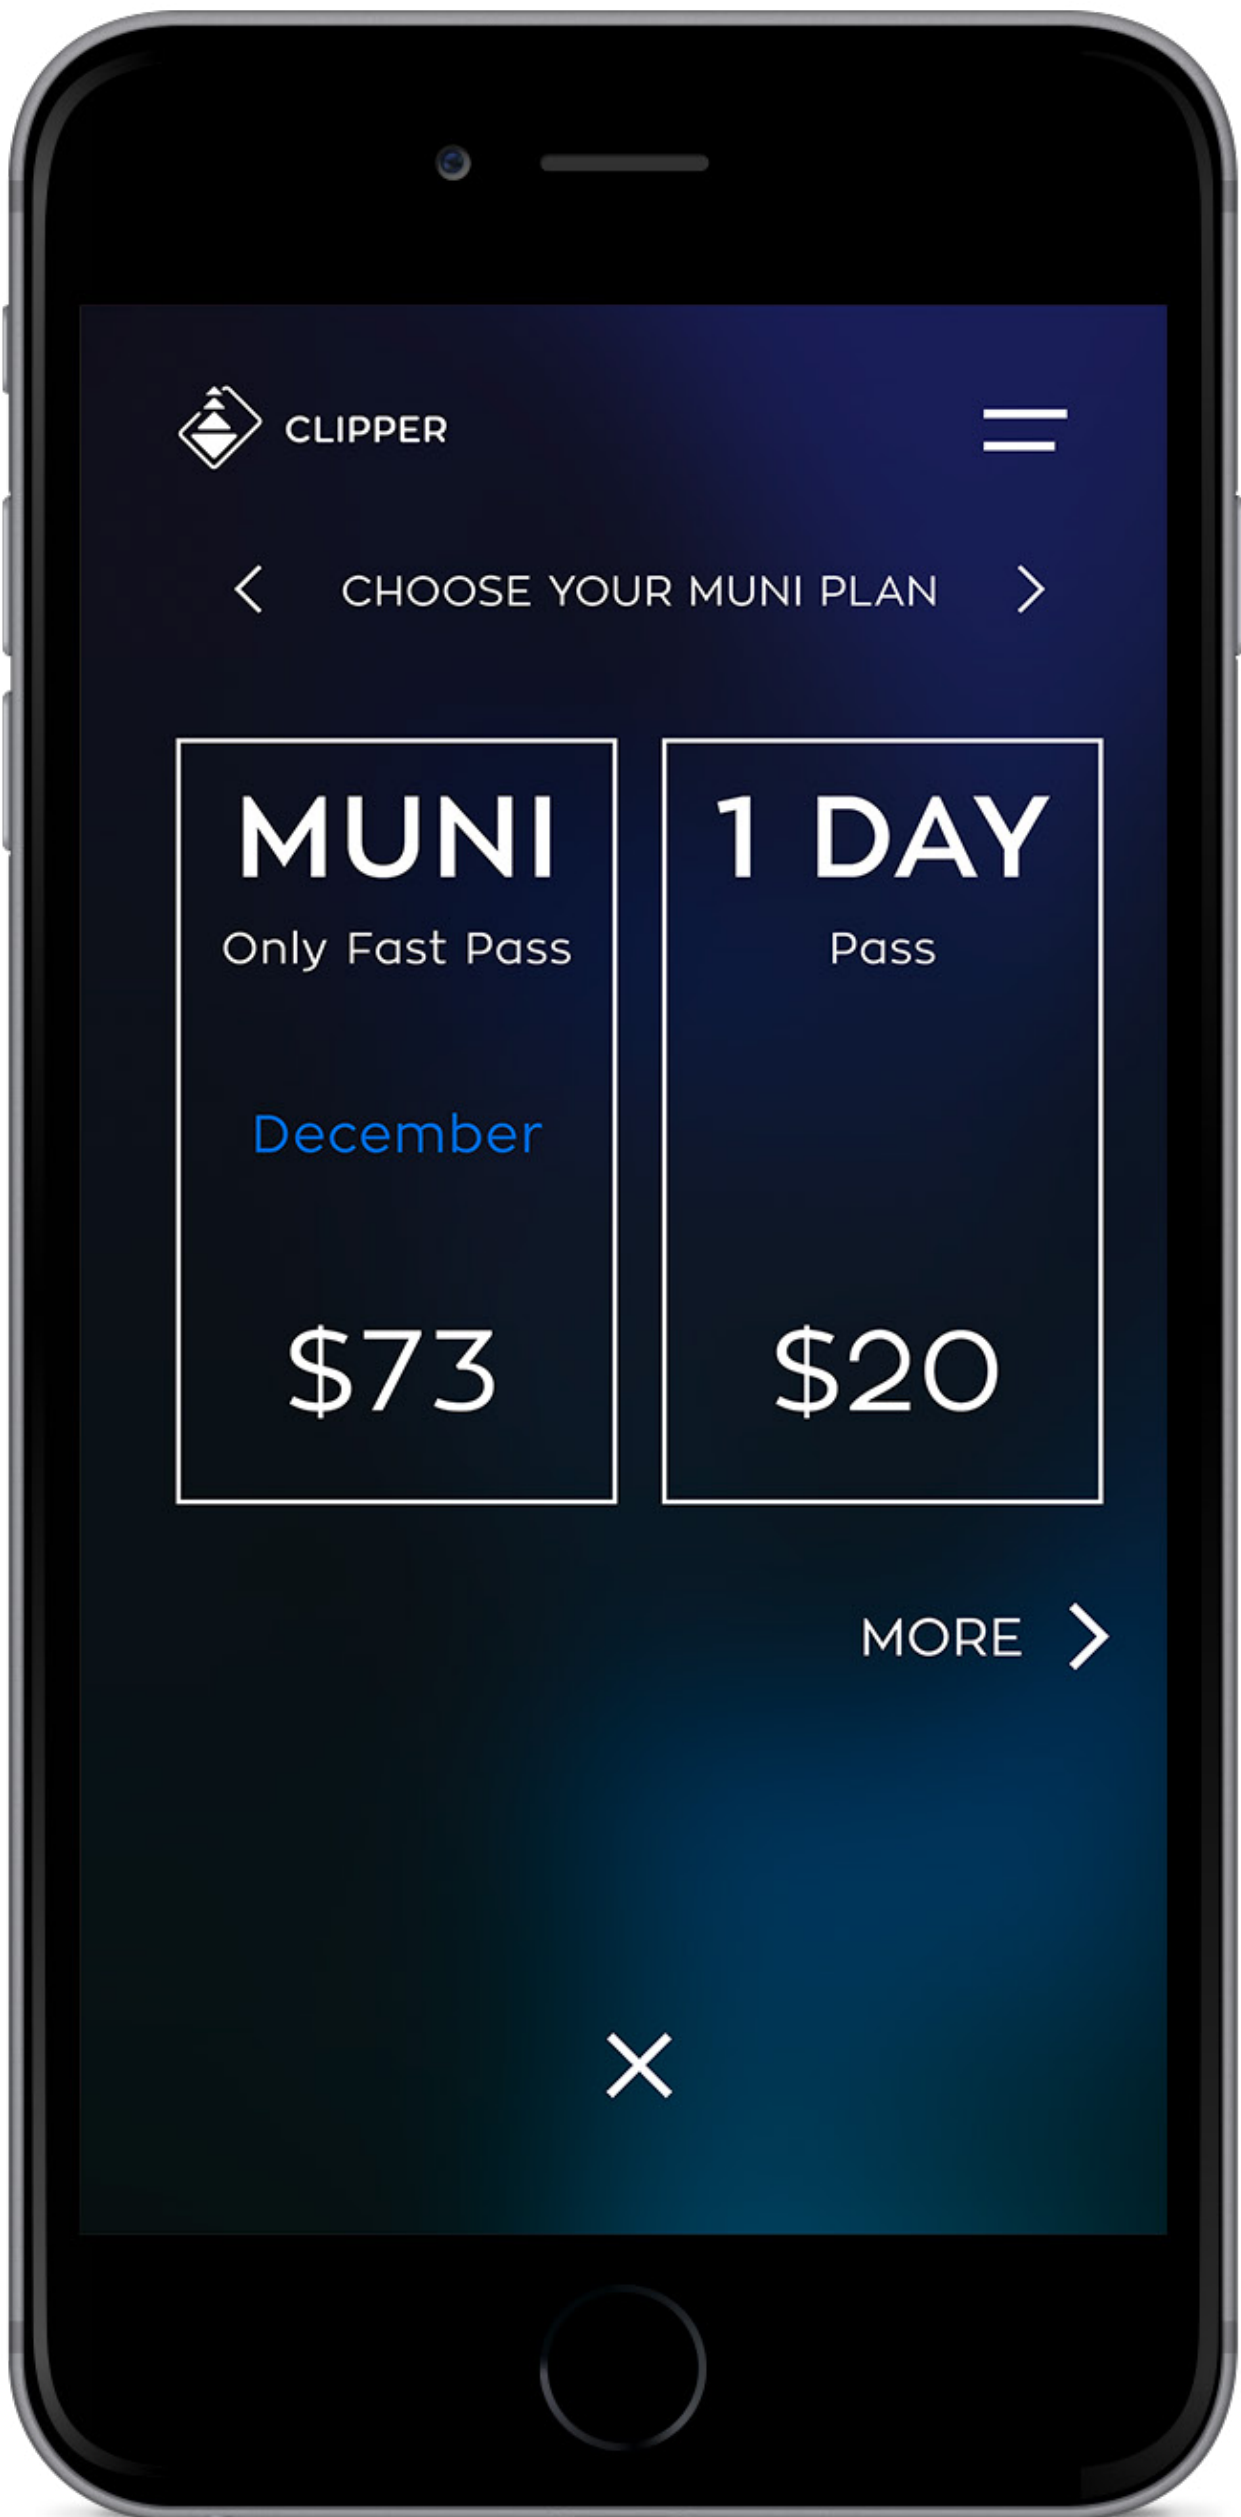 CLIPPER
CHOOSE YOUR MUNI PLAN
MUNI
Only Fast Pass
December
$73
1 DAY
Pass
$20
MORE